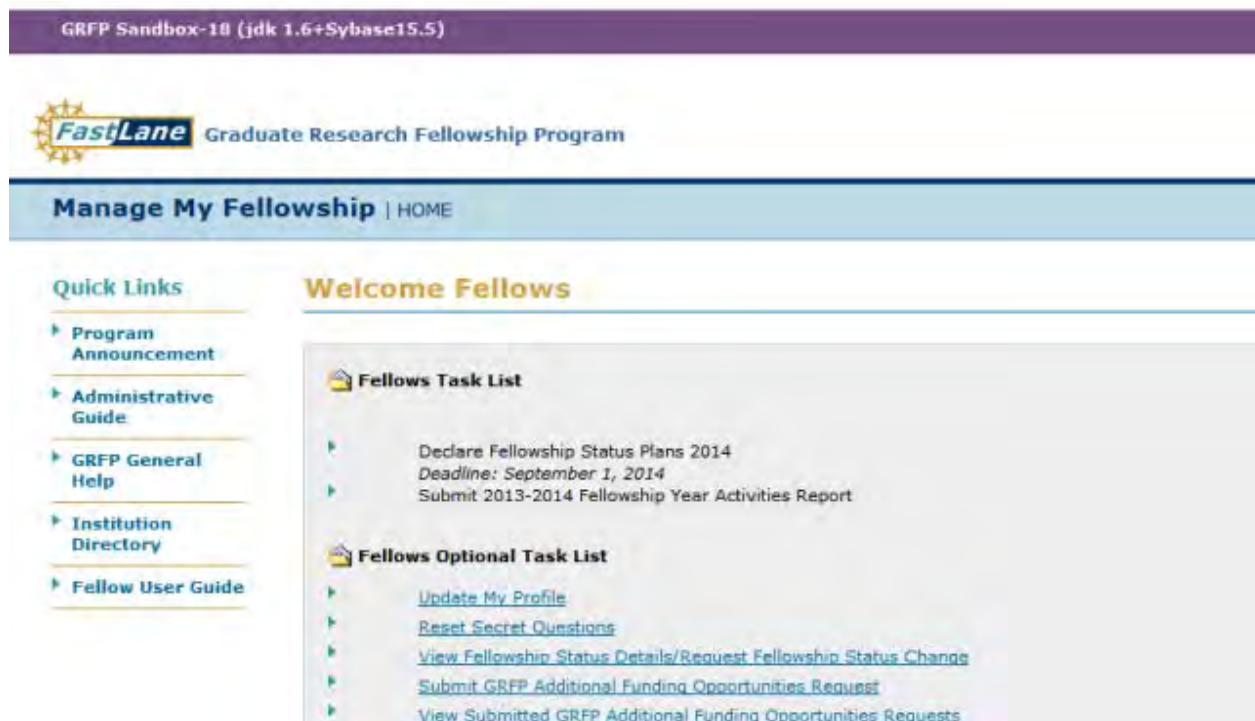 GRFP Sandbox-18 (jdk 1.6+Sybase15.5)
FastLane Graduate Research Fellowship Program
Manage My Fellowship | HOME
Quick Links
Program
Announcement
Administrative
Guide
GRFP General
Help
Institution
Directory
Fellow User Guide
Welcome Fellows
Fellows Task List
Declare Fellowship Status Plans 2014
Deadline: September 1, 2014
Submit 2013-2014 Fellowship Year Activities Report
Fellows Optional Task List
Update My Profile
Reset Secret Questions
View Fellowship Status Details/Request Fellowship Status Change
Submit GRFP Additional Funding Opportunities Request
View Submitted GRFP Additional Funding Opportunities Requests